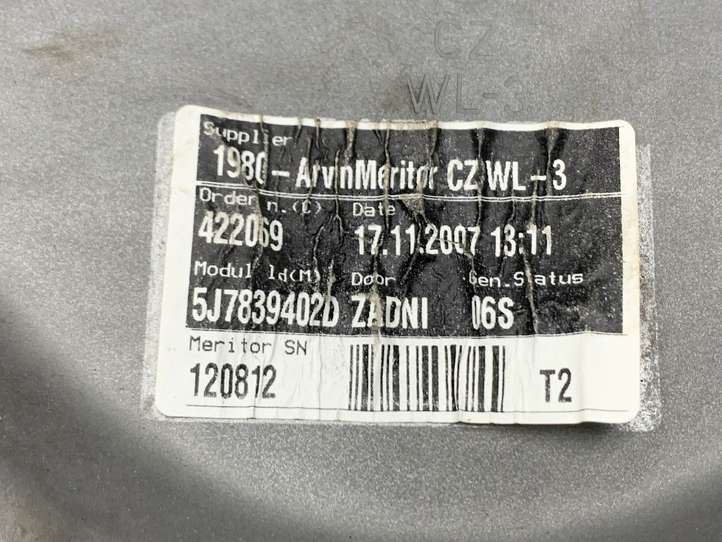 CZ
WL-3
Supplier
1980-ArvinMeritor CZ WL-3
Order n.(C) Date
422069 17.11.2007 13:11
Modul Id(M) Door Gen.Status
5J7839402D ZADNI 06S
Meritor SN
120812 T2